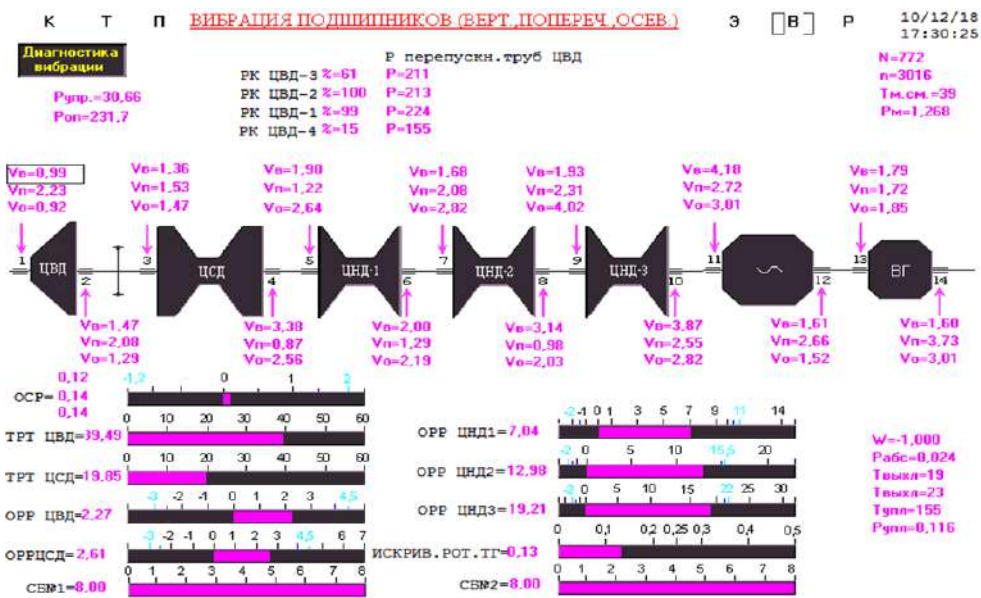 К Т П ВИБРАЦИЯ ПОДШИПНИКОВ (ВЕРТ.,ПОПЕРЕЧ.,ОСЕВ.) Э [В] Р 10/12/18
17:30:25
Диагностика
вибрации
Р перепускн.труб ЦВД
N=772
n=3016
Тм.см.=39
Рм=1,268
Рупр.=30,66
Роп=231,7
РК ЦВД-3 %=61 Р=211
РК ЦВД-2 %=100 Р=213
РК ЦВД-1 %=99 Р=224
РК ЦВД-4 %=15 Р=155
Vв=0,99 Vв=1,36 Vв=1,90 Vв=1,68 Vв=1,93 Vв=4,18 Vв=1,79
Vп=2,23 Vп=1,53 Vп=1,22 Vп=2,08 Vп=2,31 Vп=2,72 Vп=1,72
Vо=0,92 Vо=1,47 Vо=2,64 Vо=2,82 Vо=4,02 Vо=3,01 Vо=1,85
1 3 5 7 9 11 13
ЦВД ЦСД ЦНД-1 ЦНД-2 ЦНД-3 ВГ
2 4 6 8 10 12 14
Vв=1,47 Vв=3,38 Vв=2,00 Vв=3,14 Vв=3,87 Vв=1,61 Vв=1,60
Vп=2,08 Vп=0,87 Vп=1,29 Vп=0,98 Vп=2,55 Vп=2,66 Vп=3,73
Vо=1,29 Vо=2,56 Vо=2,19 Vо=2,03 Vо=2,82 Vо=1,52 Vо=3,01
0,12
ОСР= 0,14
0,14
-1,2 0 1 2
0 10 20 30 40 50 60
ТРТ ЦВД=39,49
0 10 20 30 40 50 60
ТРТ ЦСД=19,85
-3 -2 -1 0 1 2 3 4,5
ОРР ЦВД=2,27
-3 -2 -1 0 1 2 3 4,5 6 7
ОРРЦСД=2,61
0 1 2 3 4 5 6 7 8
СБ№1=8,00
-2 -1 0 1 3 5 7 9 11 14
ОРР ЦНД1=7,04
-2 0 5 10 15,5 20
ОРР ЦНД2=12,98
-2 0 5 10 15 22 25 30
ОРР ЦНД3=19,21
0 0,1 0,2 0,25 0,3 0,4 0,5
ИСКРИВ.РОТ.ТГ=0,13
0 1 2 3 4 5 6 7 8
СБ№2=8,00
W=-1,000
Рабс=0,024
Твыхл=19
Твыхл=23
Тупл=155
Рупл=0,116